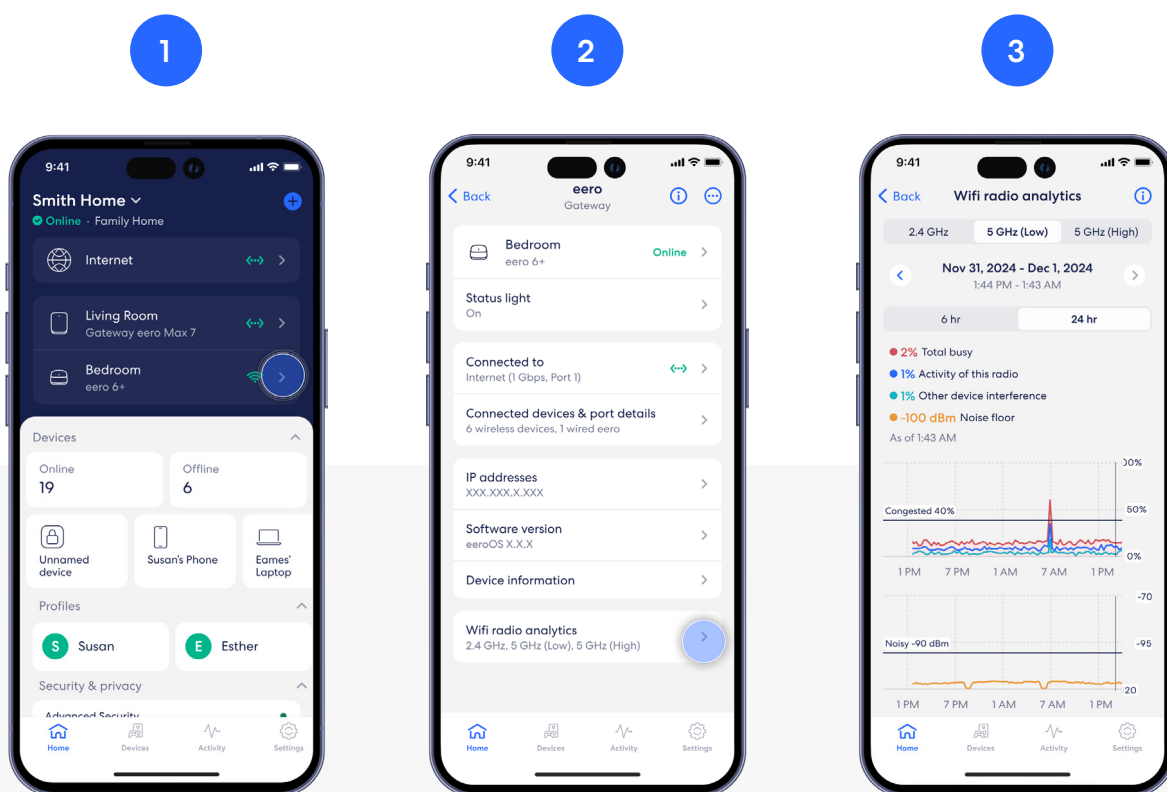 1
2
3
9:41
Smith Home
Online · Family Home
Internet
Living Room
Gateway eero Max 7
Bedroom
eero 6+
Devices
Online
19
Offline
6
Unnamed
device
Susan's Phone
Eames'
Laptop
Profiles
S Susan
E Esther
Security & privacy
Advanced Security
Home Devices Activity Settings
9:41
Back
eero
Gateway
Bedroom
eero 6+
Online
Status light
On
Connected to
Internet (1 Gbps, Port 1)
Connected devices & port details
6 wireless devices, 1 wired eero
IP addresses
XXX.XXX.X.XXX
Software version
eeroOS X.X.X
Device information
Wifi radio analytics
2.4 GHz, 5 GHz (Low), 5 GHz (High)
Home Devices Activity Settings
9:41
Back Wifi radio analytics
2.4 GHz 5 GHz (Low) 5 GHz (High)
Nov 31, 2024 - Dec 1, 2024
1:44 PM - 1:43 AM
6 hr 24 hr
2% Total busy
1% Activity of this radio
1% Other device interference
-100 dBm Noise floor
As of 1:43 AM
00%
Congested 40% 50%
0%
1 PM 7 PM 1 AM 7 AM 1 PM
-70
Noisy -90 dBm -95
20
1 PM 7 PM 1 AM 7 AM 1 PM
Home Devices Activity Settings